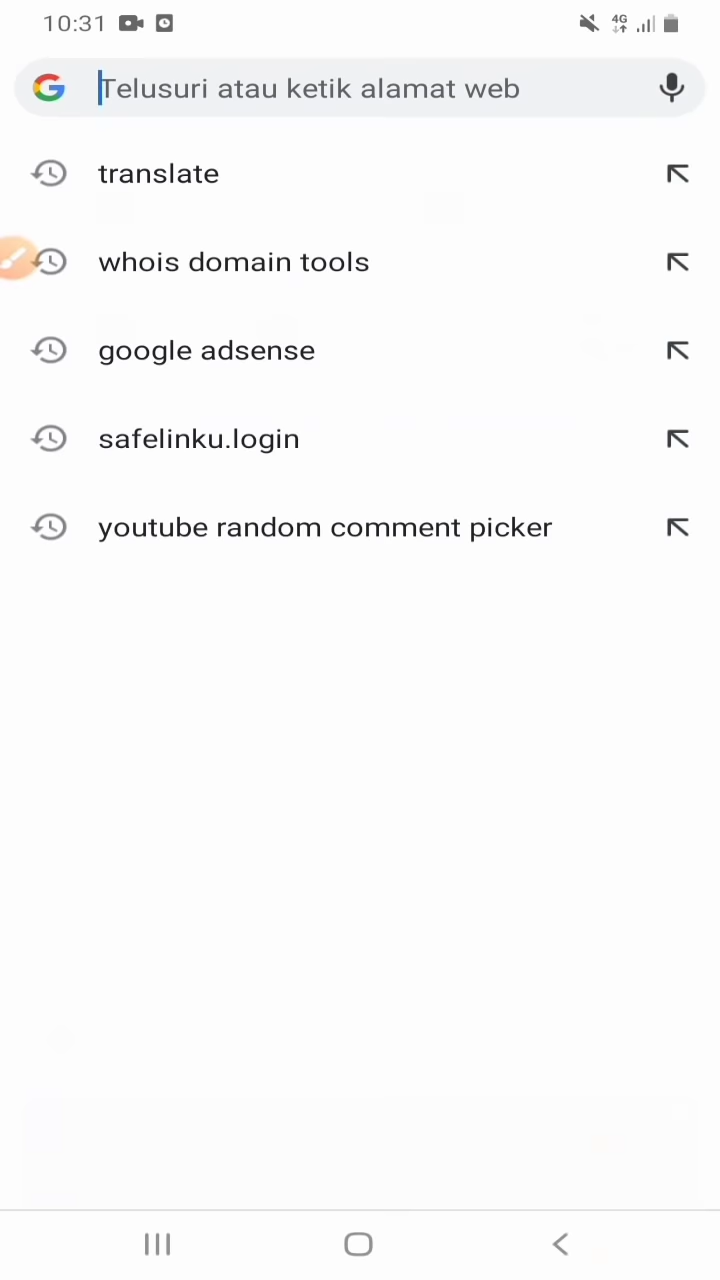 10:31
4G
Telusuri atau ketik alamat web
translate
whois domain tools
google adsense
safelinku.login
youtube random comment picker